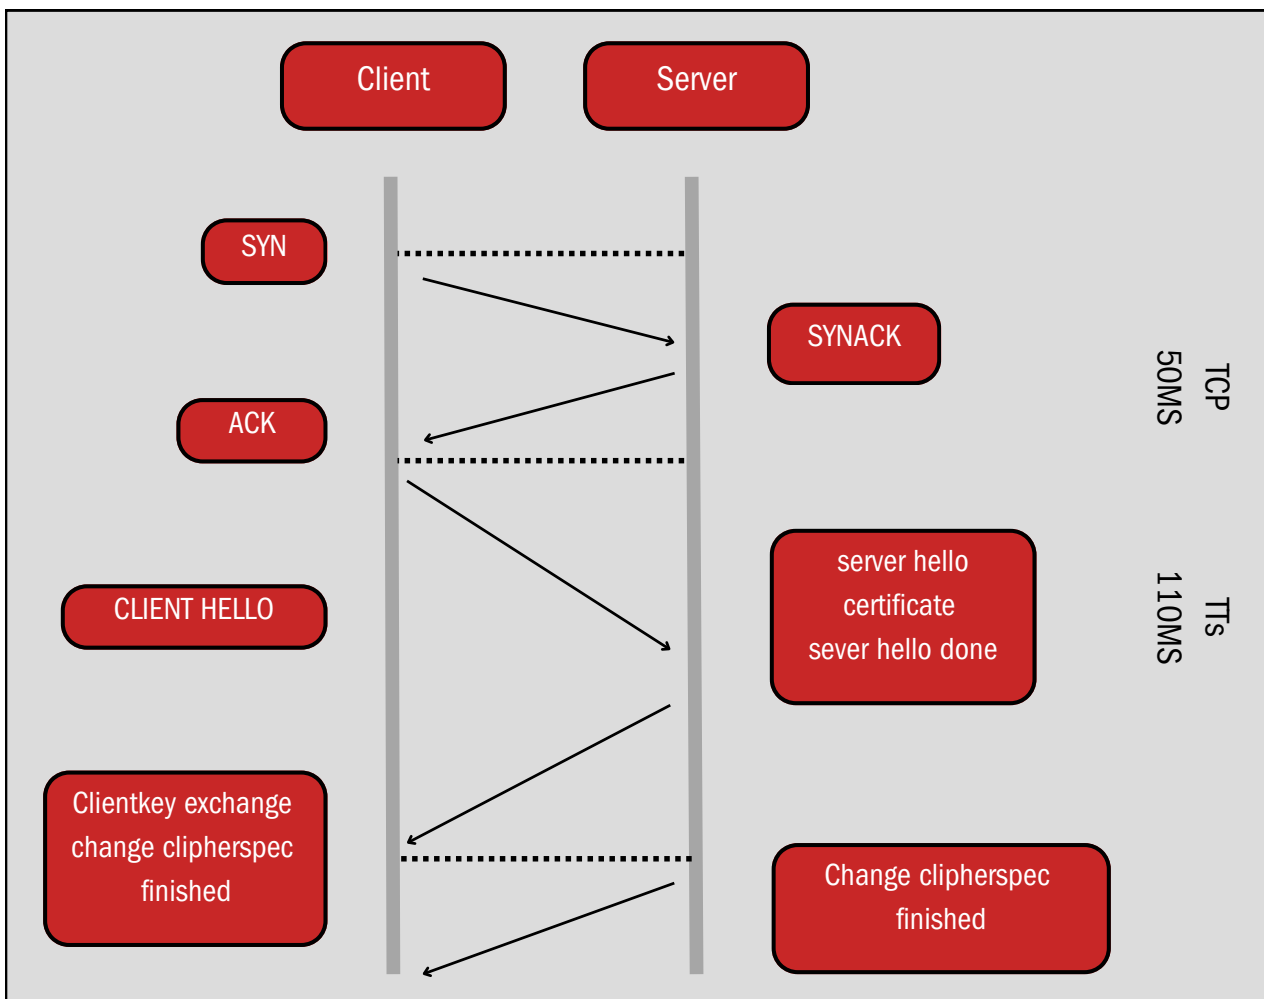 Client
Server
SYN
SYNACK
TCP
50MS
ACK
CLIENT HELLO
server hello
certificate
sever hello done
TTs
110MS
Clientkey exchange
change clipherspec
finished
Change clipherspec
finished